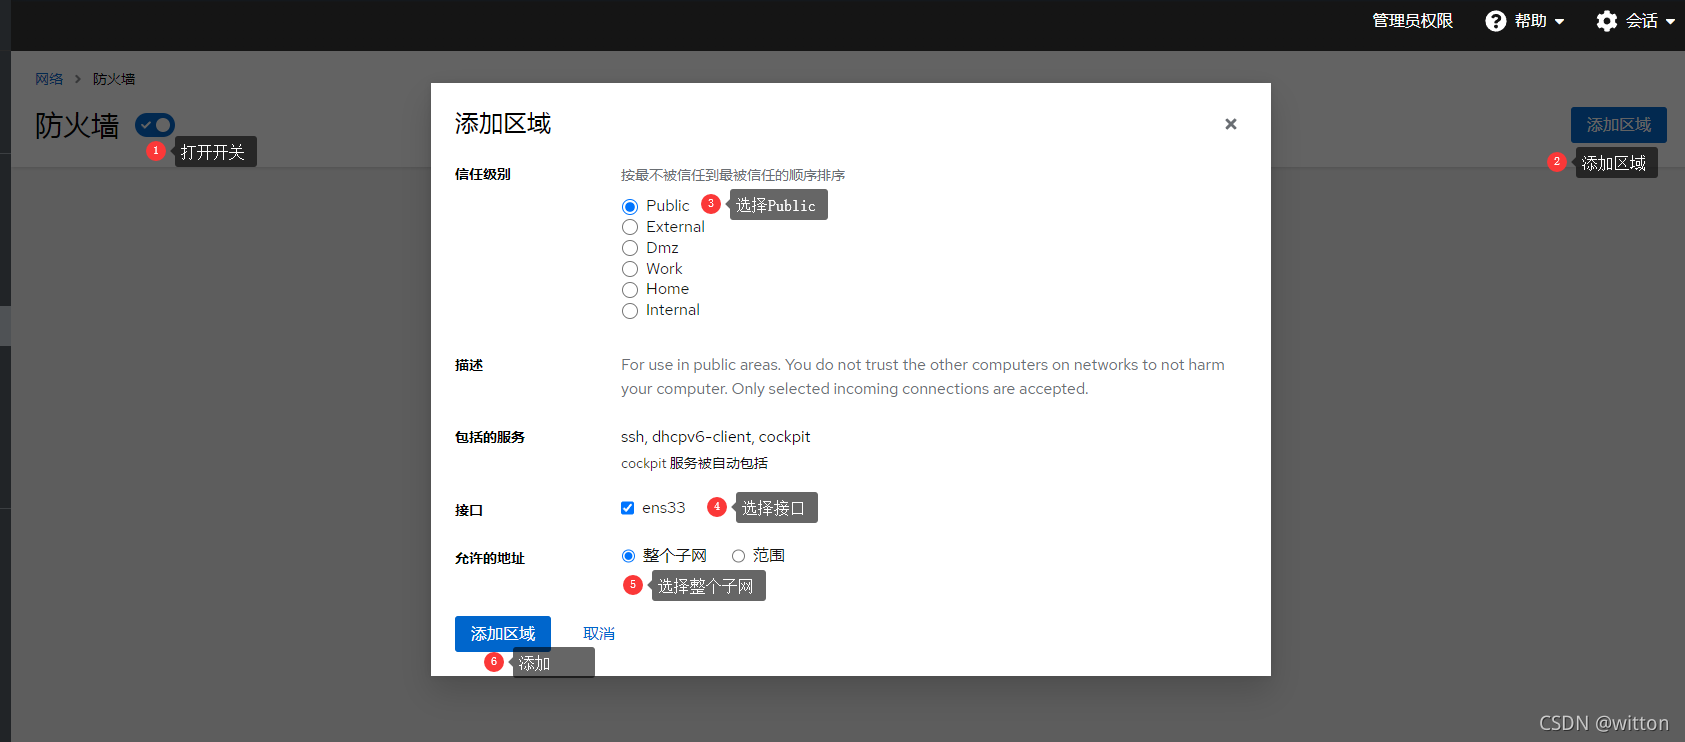 管理员权限 帮助 会话
网络 > 防火墙
防火墙
1 打开开关
添加区域
2 添加区域
添加区域
信任级别 按最不被信任到最被信任的顺序排序
Public 3 选择Public
External
Dmz
Work
Home
Internal
描述 For use in public areas. You do not trust the other computers on networks to not harm
your computer. Only selected incoming connections are accepted.
包括的服务 ssh, dhcpv6-client, cockpit
cockpit 服务被自动包括
接口 ens33 4 选择接口
允许的地址 整个子网 范围
5 选择整个子网
添加区域 取消
6 添加
CSDN @witton